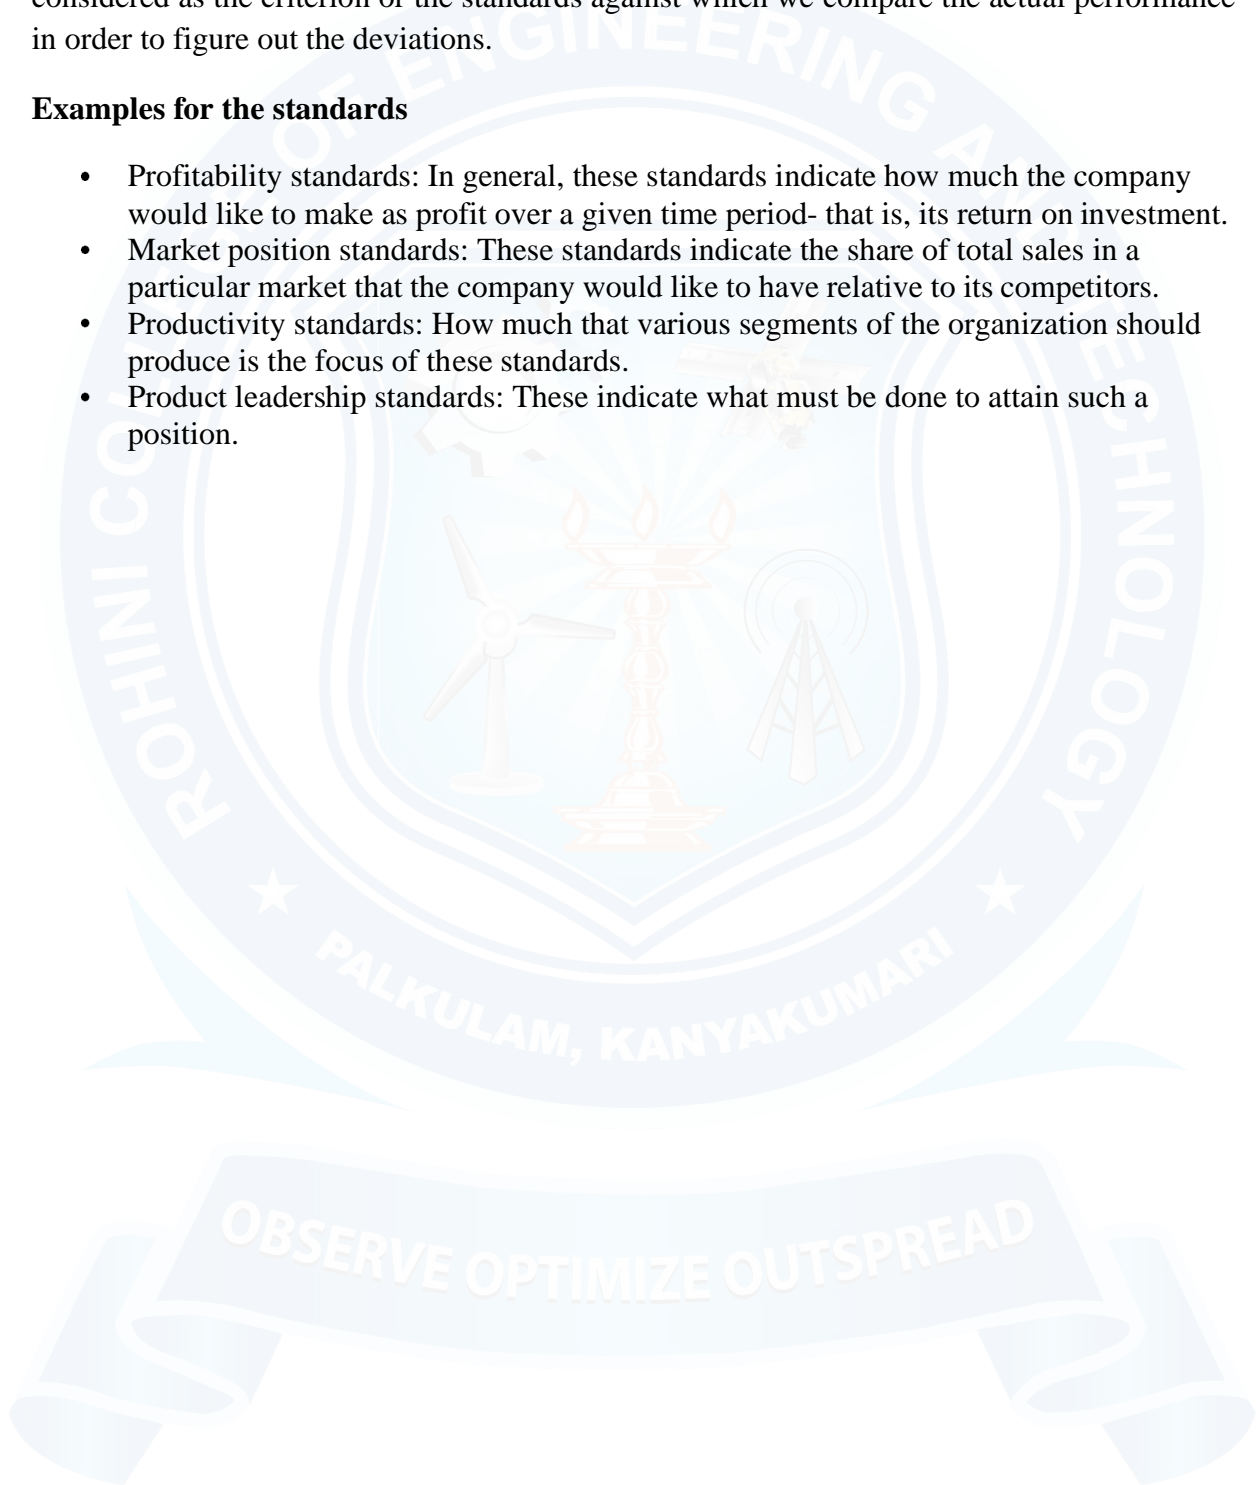 considered as the criterion or the standards against which we compare the actual performance
in order to figure out the deviations.
Examples for the standards
• Profitability standards: In general, these standards indicate how much the company
would like to make as profit over a given time period- that is, its return on investment.
• Market position standards: These standards indicate the share of total sales in a
particular market that the company would like to have relative to its competitors.
• Productivity standards: How much that various segments of the organization should
produce is the focus of these standards.
• Product leadership standards: These indicate what must be done to attain such a
position.
ROHINI COLLEGE OF ENGINEERING AND TECHNOLOGY
PALKULAM, KANYAKUMARI
OBSERVE OPTIMIZE OUTSPREAD